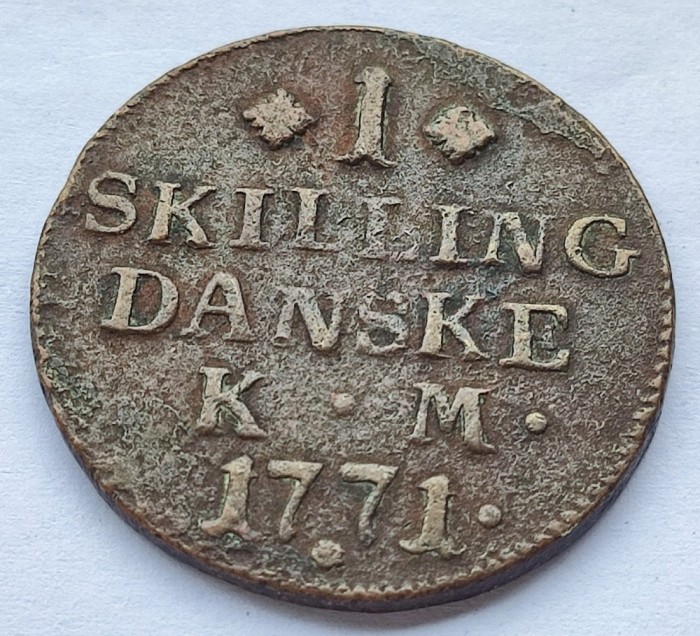 1
SKILLING
DANSKE
K · M ·
1771 ·